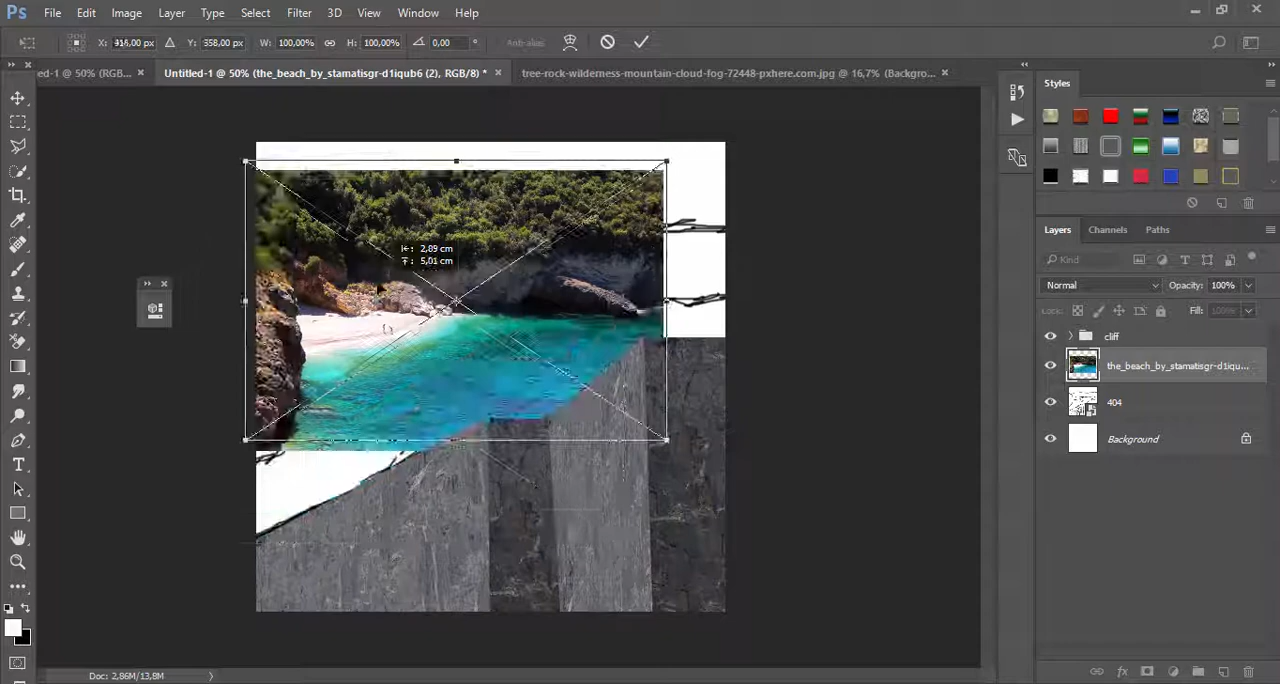 Ps File Edit Image Layer Type Select Filter 3D View Window Help
X: 418,00 px Y: 358,00 px W: 100,00% H: 100,00% 0,00 ° Anti-alias
ed-1 @ 50% (RGB... × Untitled-1 @ 50% (the_beach_by_stamatisgr-d1iqub6 (2), RGB/8) * × tree-rock-wilderness-mountain-cloud-fog-72448-pxhere.com.jpg @ 16,7% (Backgro... ×
Styles
Layers Channels Paths
Kind
Normal Opacity: 100%
Lock: Fill: 100%
cliff
the_beach_by_stamatisgr-d1iqu...
404
Background
2,89 cm
5,01 cm
Doc: 2,86M/13,8M